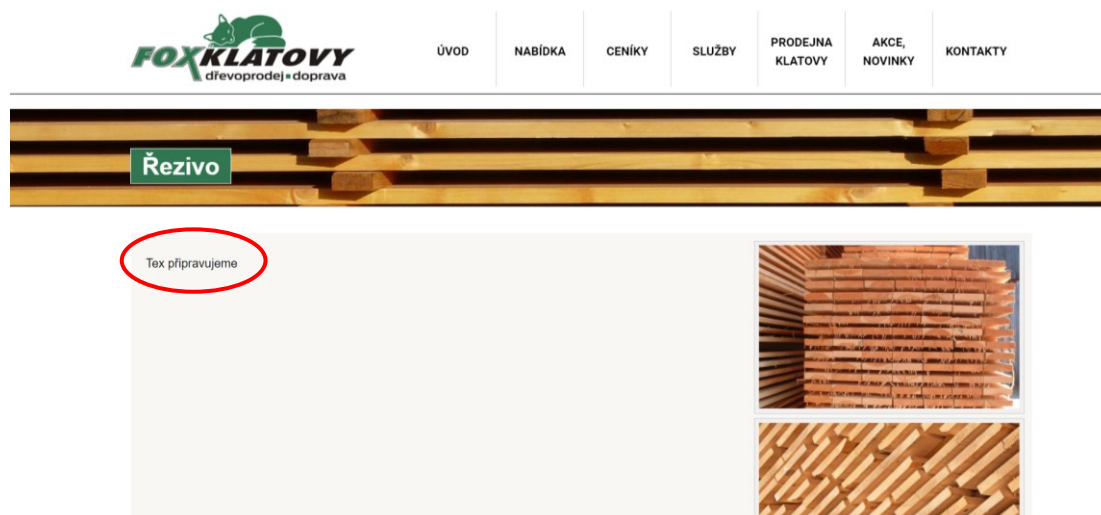 FOXKLATOVY
dřevoprodej▪doprava
ÚVOD
NABÍDKA
CENÍKY
SLUŽBY
PRODEJNA
KLATOVY
AKCE,
NOVINKY
KONTAKTY
Řezivo
Tex připravujeme